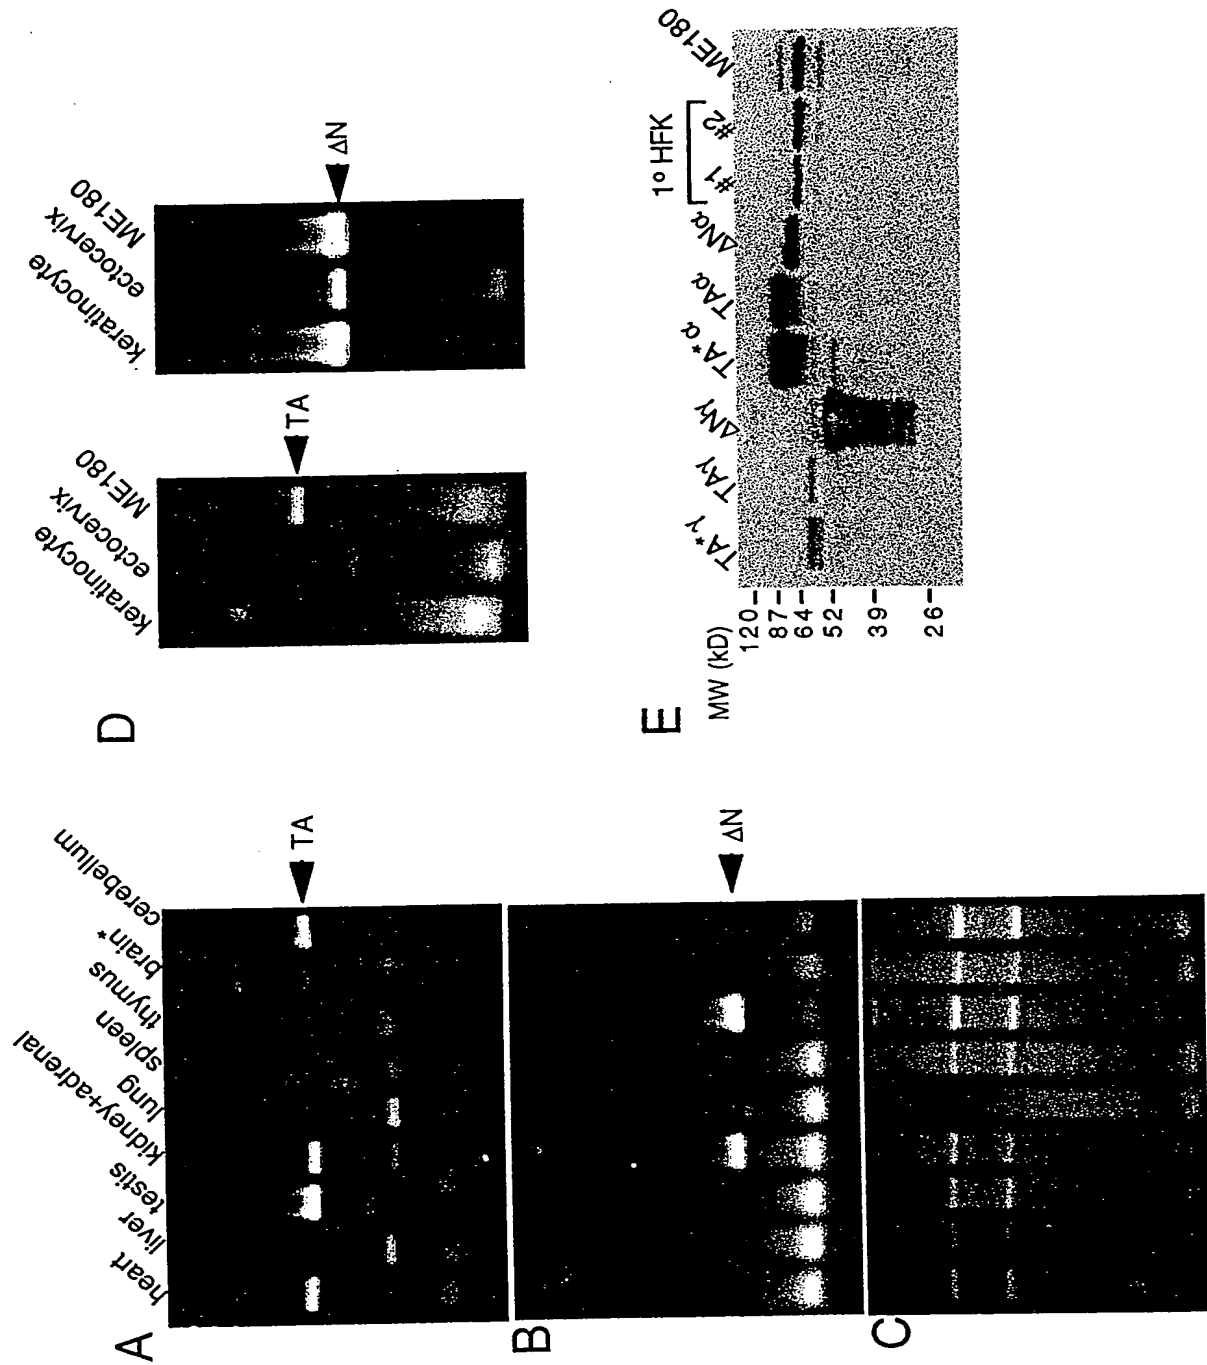 A
heart
liver
testis
kidney+adrenal
lung
spleen
thymus
brain*
cerebellum
TA
B
ΔN
C
D
keratinocyte
ectocervix
ME180
TA
keratinocyte
ectocervix
ME180
ΔN
E
MW (kD)
120-
87-
64-
52-
39-
26-
TA*γ
TAγ
ΔNγ
TA*α
TAα
ΔNα
1º HFK
#1
#2
ME180